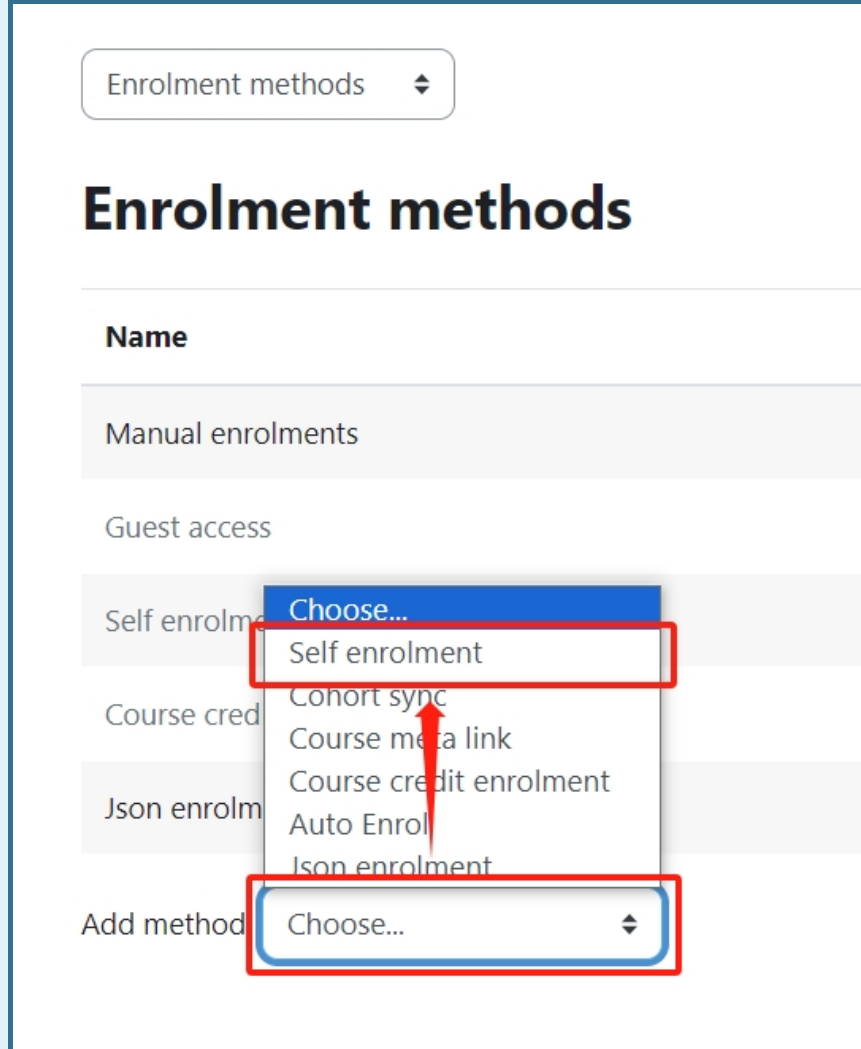 Enrolment methods
Enrolment methods
Name
Manual enrolments
Guest access
Self enrolme
Choose...
Self enrolment
Cohort sync
Course cred
Course meta link
Course credit enrolment
Json enrolm
Auto Enrol
Json enrolment
Add method
Choose...